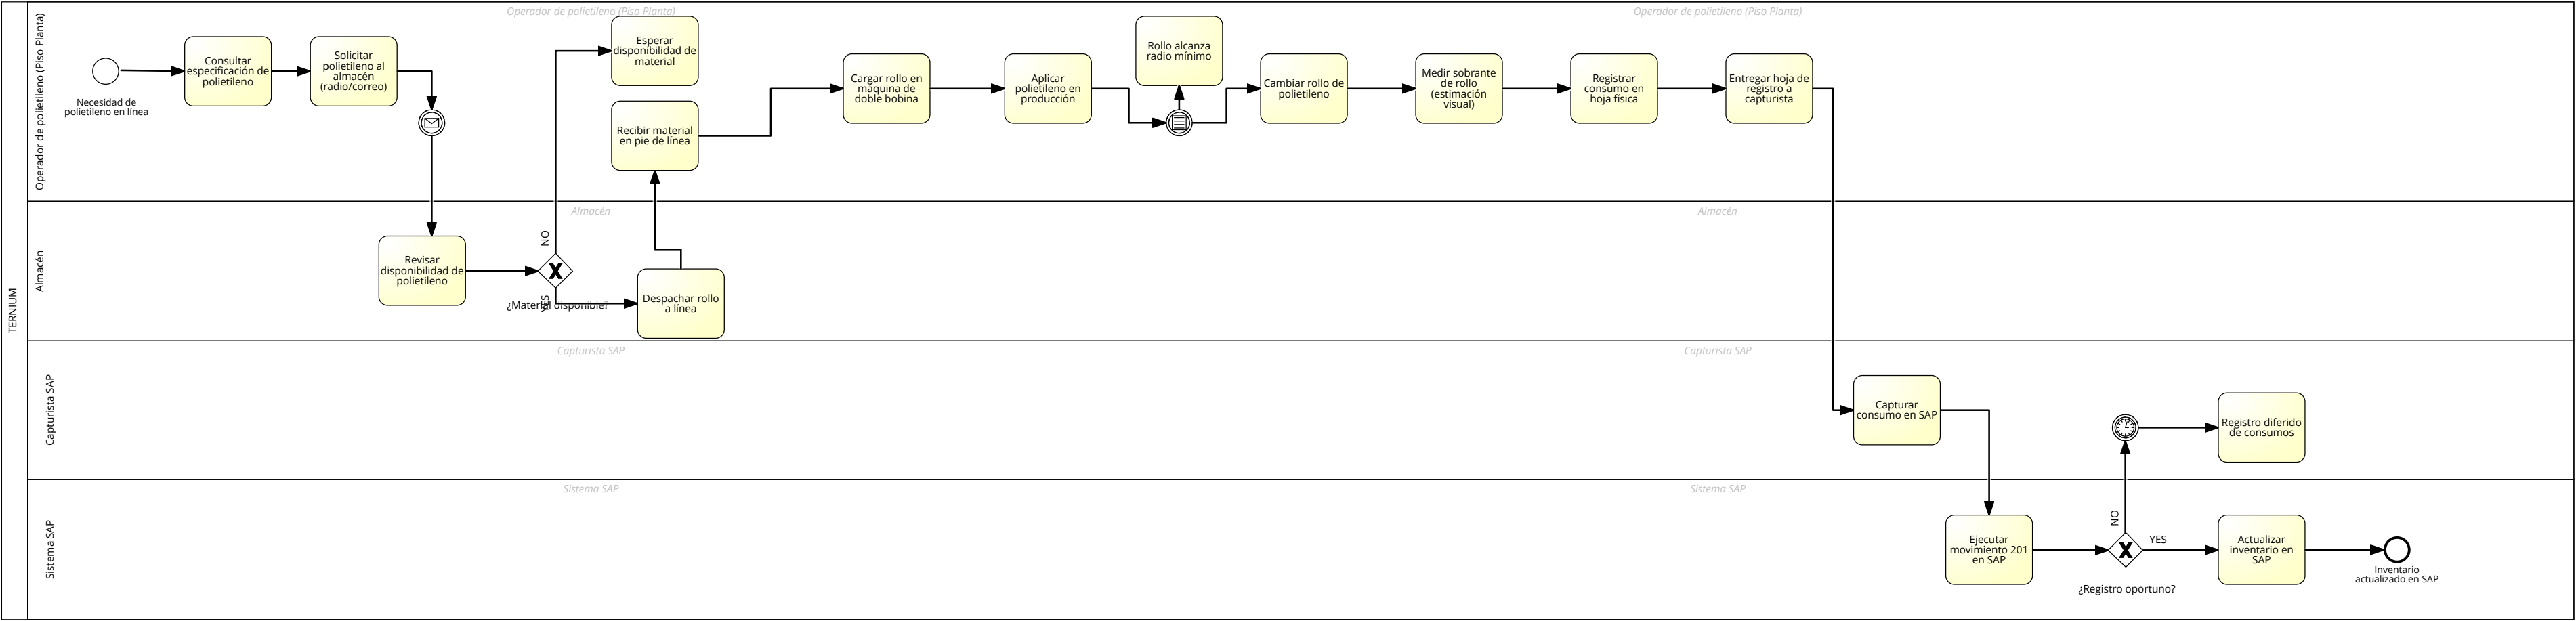 TERNIUM
Operador de polietileno (Piso Planta)
Operador de polietileno (Piso Planta)
Operador de polietileno (Piso Planta)
Necesidad de
polietileno en línea
Consultar
especificación de
polietileno
Solicitar
polietileno al
almacén
(radio/correo)
Esperar
disponibilidad de
material
Recibir material
en pie de línea
Cargar rollo en
máquina de
doble bobina
Aplicar
polietileno en
producción
Rollo alcanza
radio mínimo
Cambiar rollo de
polietileno
Medir sobrante
de rollo
(estimación
visual)
Registrar
consumo en
hoja física
Entregar hoja de
registro a
capturista
Almacén
Almacén
Almacén
Revisar
disponibilidad de
polietileno
NO
YES
¿Material disponible?
Despachar rollo
a línea
Capturista SAP
Capturista SAP
Capturista SAP
Capturar
consumo en SAP
Registro diferido
de consumos
Sistema SAP
Sistema SAP
Sistema SAP
Ejecutar
movimiento 201
en SAP
NO
YES
¿Registro oportuno?
Actualizar
inventario en
SAP
Inventario
actualizado en SAP